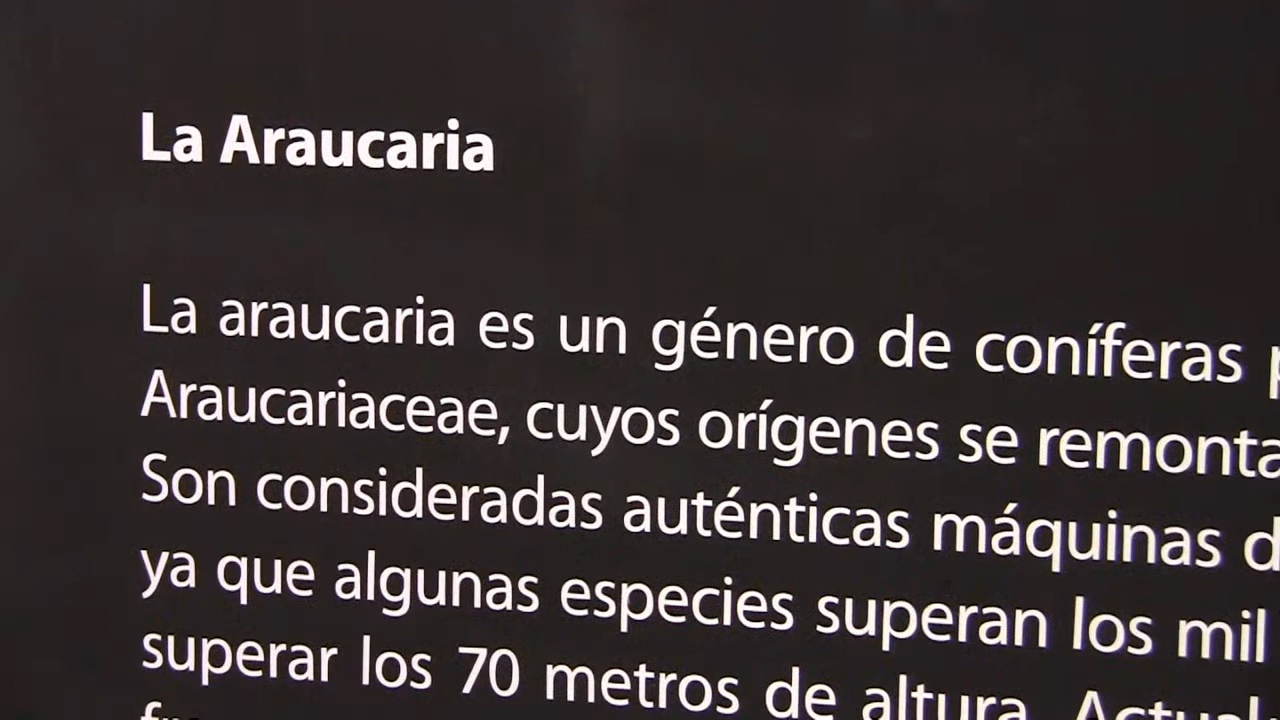 La Araucaria
La araucaria es un género de coníferas
Araucariaceae, cuyos orígenes se remonta
Son consideradas auténticas máquinas d
ya que algunas especies superan los mil
superar los 70 metros de altura. Actual